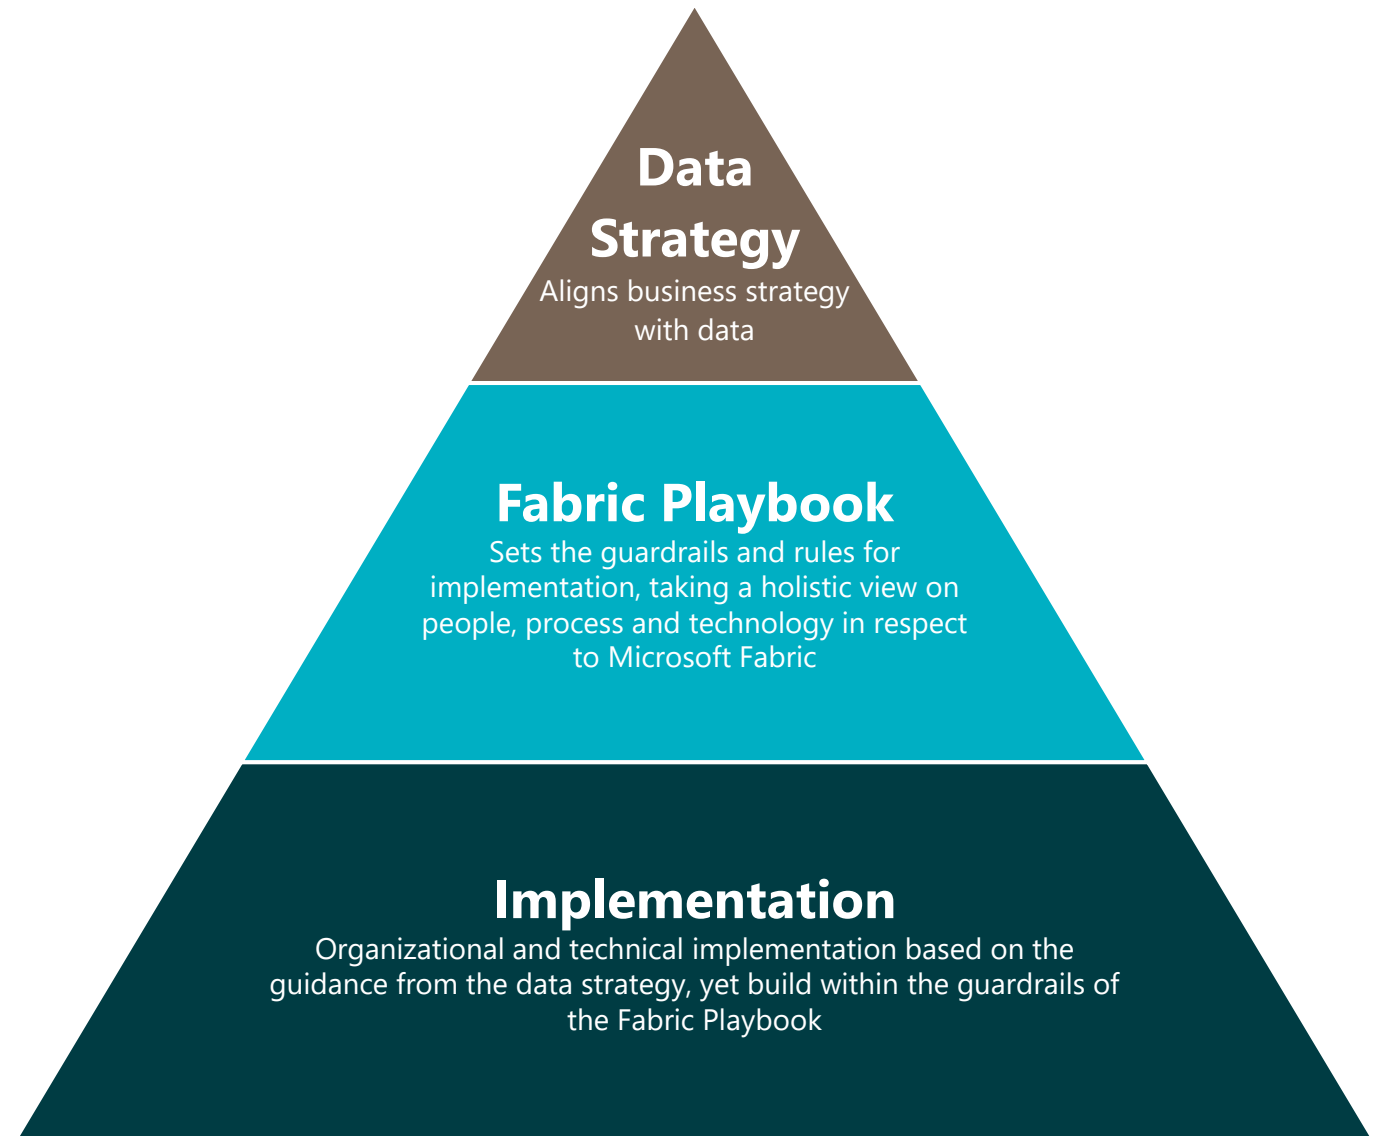 Data
Strategy
Aligns business strategy
with data
Fabric Playbook
Sets the guardrails and rules for
implementation, taking a holistic view on
people, process and technology in respect
to Microsoft Fabric
Implementation
Organizational and technical implementation based on the
guidance from the data strategy, yet build within the guardrails of
the Fabric Playbook